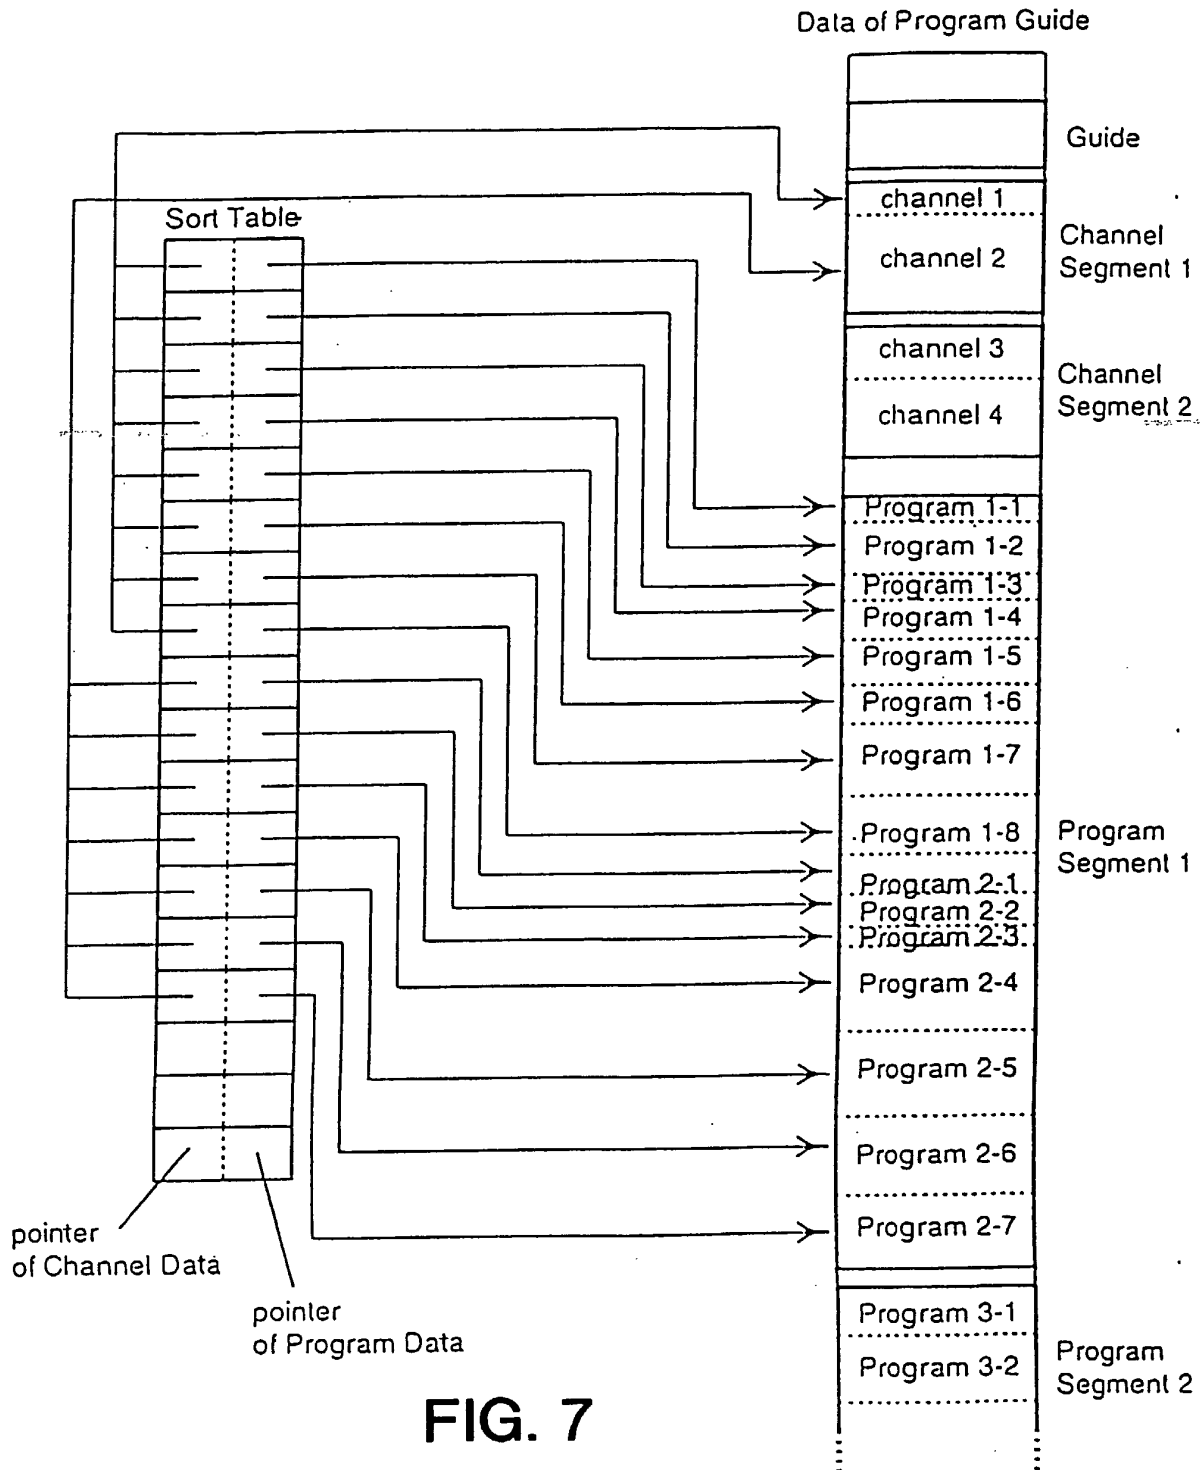 Data of Program Guide
Guide
channel 1
Sort Table
channel 2
Channel
Segment 1
channel 3
channel 4
Channel
Segment 2
Program 1-1
Program 1-2
Program 1-3
Program 1-4
Program 1-5
Program 1-6
Program 1-7
Program 1-8
Program
Segment 1
Program 2-1
Program 2-2
Program 2-3
Program 2-4
Program 2-5
Program 2-6
Program 2-7
pointer
of Channel Data
pointer
of Program Data
Program 3-1
Program 3-2
Program
Segment 2
FIG. 7